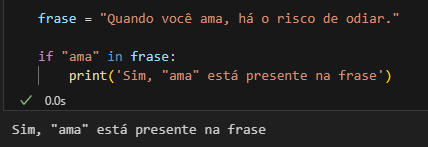 frase = "Quando você ama, há o risco de odiar."
if "ama" in frase:
print('Sim, "ama" está presente na frase')
0.0s
Sim, "ama" está presente na frase